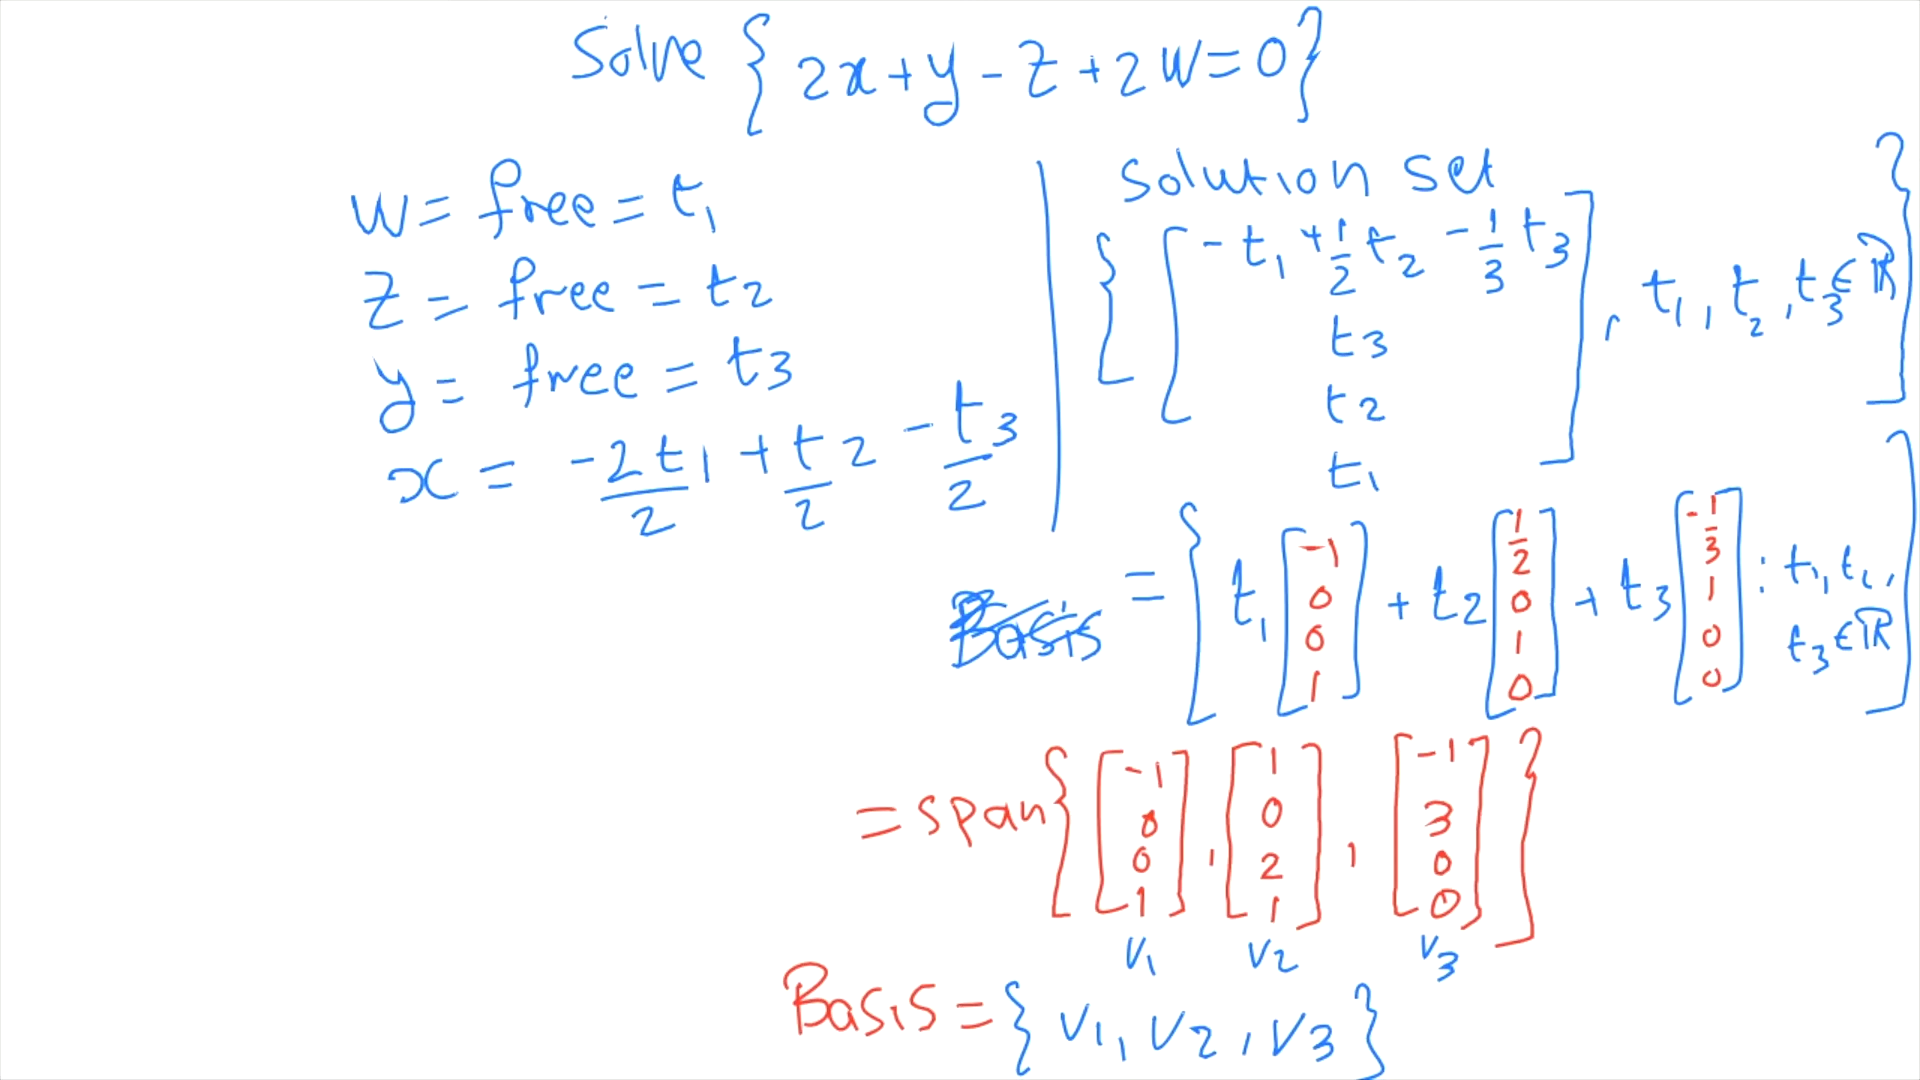 Solve { 2x+y-z+2w=0}
w= free = t1
z = free = t2
y = free = t3
x = -2t1/2 + t2/2 - t3/2
Solution set
{ [ -t1 +1/2 t2 -1/3 t3
t3
t2
t1 ] , t1, t2, t3 ∈ ℝ }
Basis = { t1 [ -1 0 0 1 ] + t2 [ 1/2 0 1 0 ] + t3 [ -1/3 1 0 0 ] : t1, t2, t3 ∈ ℝ }
= span { [ -1 0 0 1 ] , [ 1 0 2 1 ] , [ -1 3 0 0 ] }
v1 v2 v3
Basis = { v1, v2, v3 }